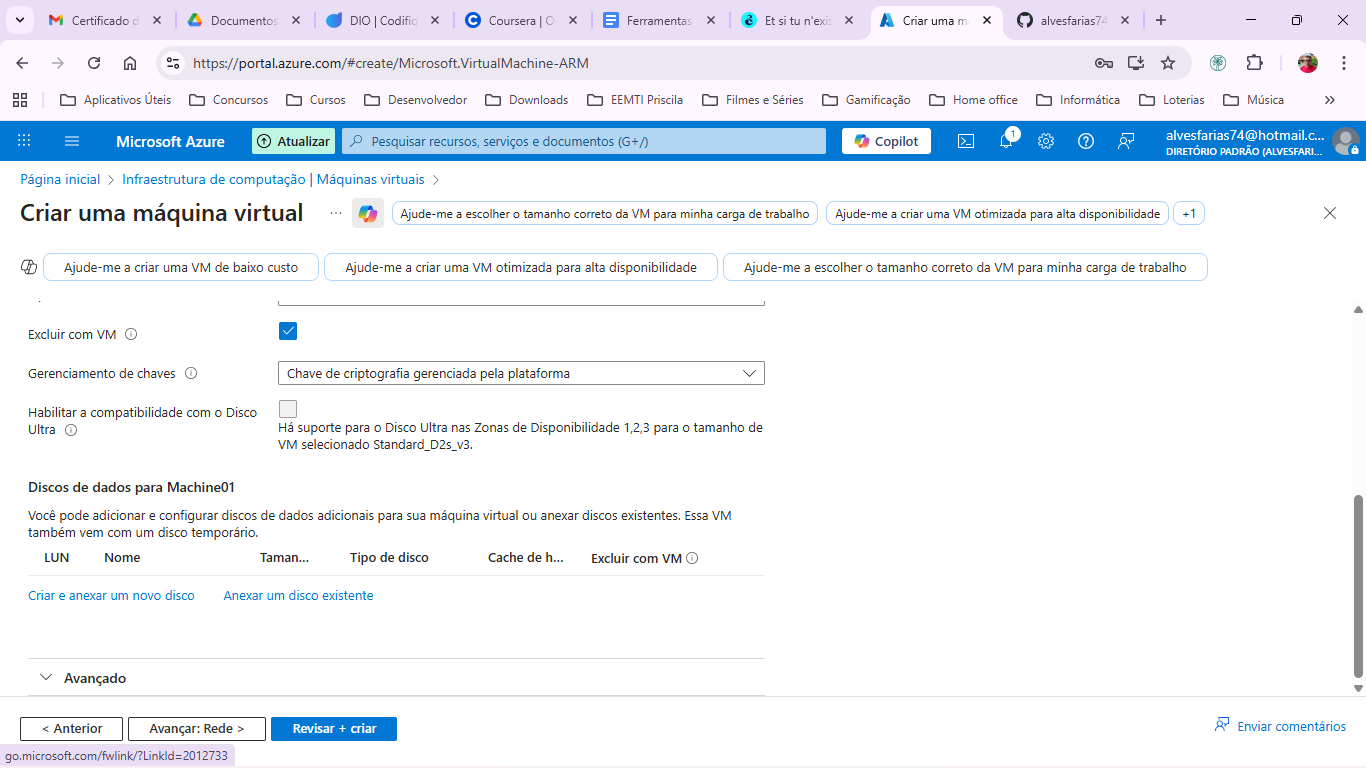 Certificado d
Documentos
DIO | Codifiq
Coursera | O
Ferramentas
Et si tu n'exis
Criar uma m
alvesfarias74
https://portal.azure.com/#create/Microsoft.VirtualMachine-ARM
Aplicativos Úteis
Concursos
Cursos
Desenvolvedor
Downloads
EEMTI Priscila
Filmes e Séries
Gamificação
Home office
Informática
Loterias
Música
Microsoft Azure
Atualizar
Pesquisar recursos, serviços e documentos (G+/)
Copilot
1
alvesfarias74@hotmail.c...
DIRETÓRIO PADRÃO (ALVESFARI...
Página inicial > Infraestrutura de computação | Máquinas virtuais >
Criar uma máquina virtual
...
Ajude-me a escolher o tamanho correto da VM para minha carga de trabalho
Ajude-me a criar uma VM otimizada para alta disponibilidade
+1
Ajude-me a criar uma VM de baixo custo
Ajude-me a criar uma VM otimizada para alta disponibilidade
Ajude-me a escolher o tamanho correto da VM para minha carga de trabalho
Excluir com VM
Gerenciamento de chaves
Chave de criptografia gerenciada pela plataforma
Habilitar a compatibilidade com o Disco
Ultra
Há suporte para o Disco Ultra nas Zonas de Disponibilidade 1,2,3 para o tamanho de
VM selecionado Standard_D2s_v3.
Discos de dados para Machine01
Você pode adicionar e configurar discos de dados adicionais para sua máquina virtual ou anexar discos existentes. Essa VM
também vem com um disco temporário.
LUN Nome Taman... Tipo de disco Cache de h... Excluir com VM
Criar e anexar um novo disco
Anexar um disco existente
Avançado
< Anterior
Avançar: Rede >
Revisar + criar
Enviar comentários
go.microsoft.com/fwlink/?LinkId=2012733